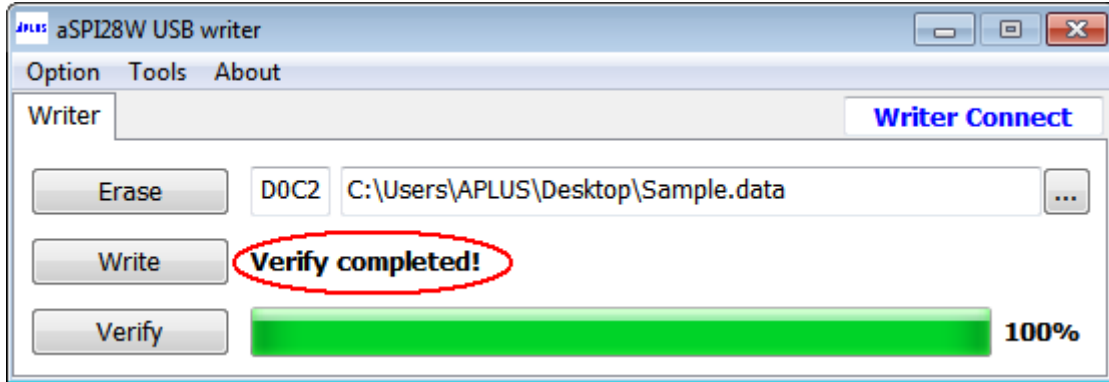 APLUS aSPI28W USB writer
Option Tools About
Writer Writer Connect
Erase D0C2 C:\Users\APLUS\Desktop\Sample.data ...
Write Verify completed!
Verify 100%